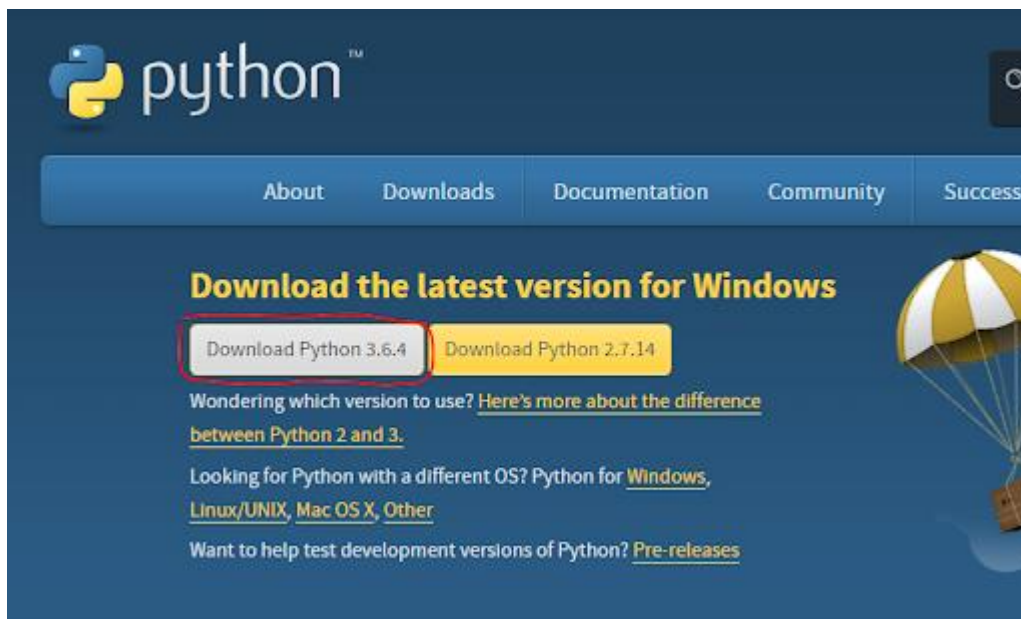 python™
About Downloads Documentation Community Success
Download the latest version for Windows
Download Python 3.6.4 Download Python 2.7.14
Wondering which version to use? Here's more about the difference
between Python 2 and 3.
Looking for Python with a different OS? Python for Windows,
Linux/UNIX, Mac OS X, Other
Want to help test development versions of Python? Pre-releases